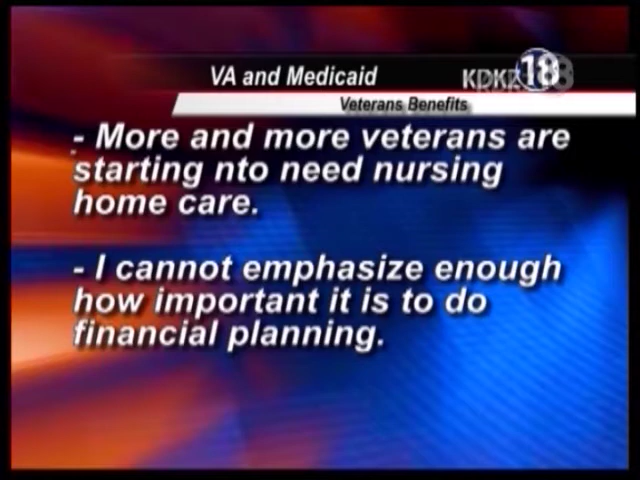 VA and Medicaid
KDKZ 18
Veterans Benefits
- More and more veterans are
starting nto need nursing
home care.
- I cannot emphasize enough
how important it is to do
financial planning.